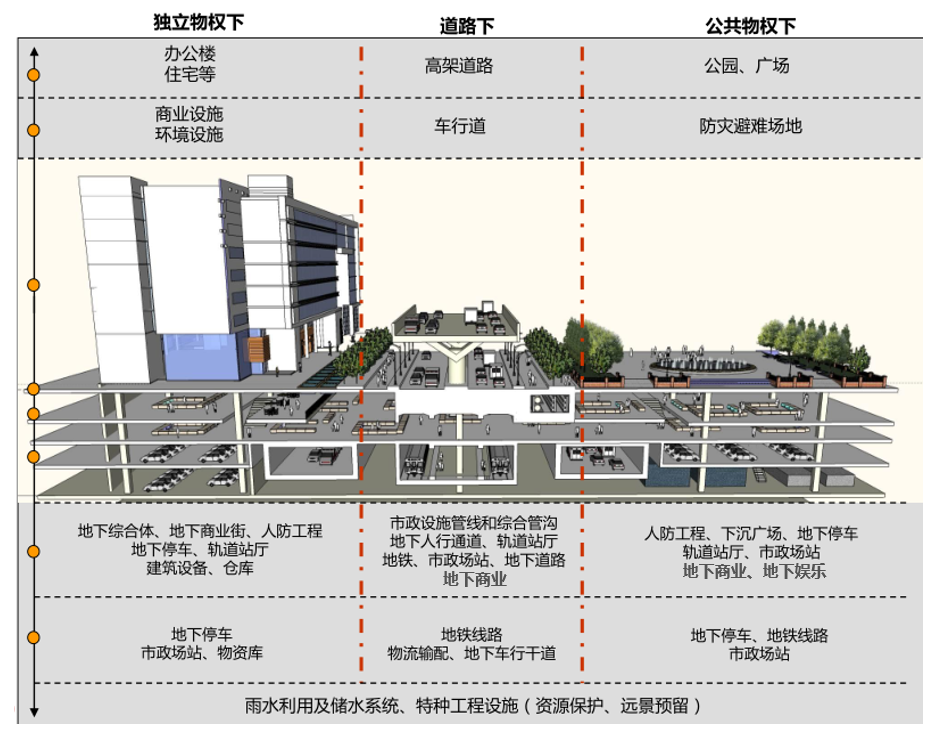 独立物权下
道路下
公共物权下
办公楼
住宅等
高架道路
公园、广场
商业设施
环境设施
车行道
防灾避难场地
地下综合体、地下商业街、人防工程
地下停车、轨道站厅
建筑设备、仓库
市政设施管线和综合管沟
地下人行通道、轨道站厅
地铁、市政场站、地下道路
地下商业
人防工程、下沉广场、地下停车
轨道站厅、市政场站
地下商业、地下娱乐
地下停车
市政场站、物资库
地铁线路
物流输配、地下车行干道
地下停车、地铁线路
市政场站
雨水利用及储水系统、特种工程设施（资源保护、远景预留）